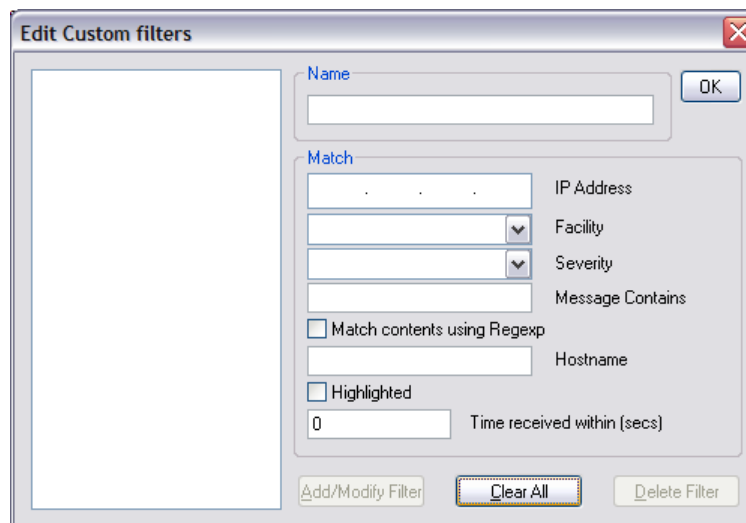 Edit Custom filters
Name
OK
Match
. . . IP Address
Facility
Severity
Message Contains
Match contents using Regexp
Hostname
Highlighted
0 Time received within (secs)
Add/Modify Filter Clear All Delete Filter